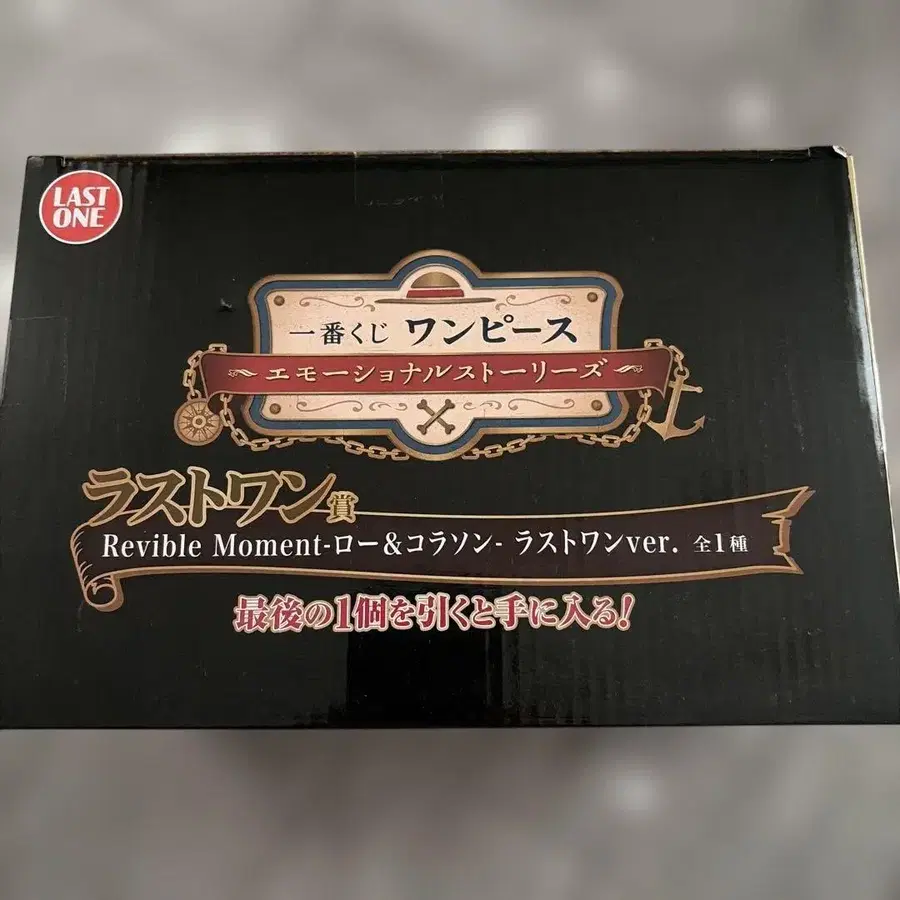 LAST
ONE
一番くじ ワンピース
エモーショナルストーリーズ
ラストワン賞
Revible Moment-ロー&コラソン- ラストワンver. 全1種
最後の1個を引くと手に入る!